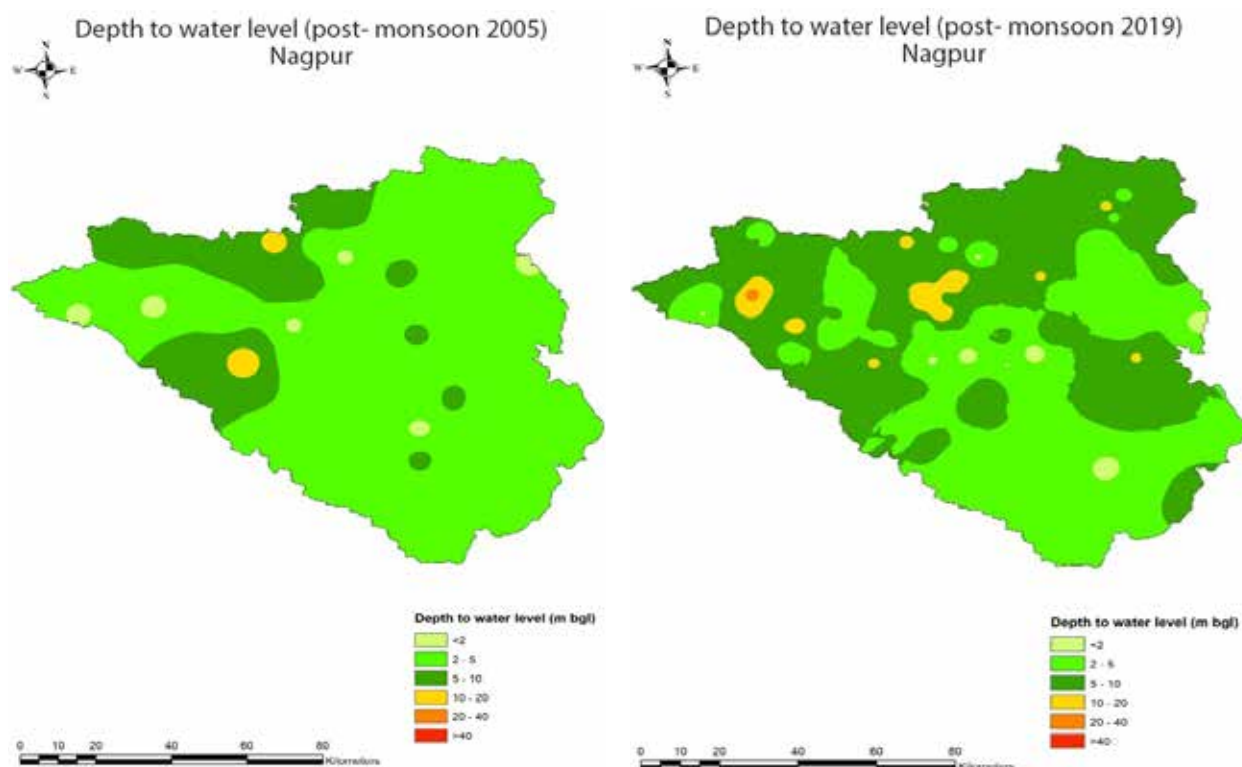 Depth to water level (post- monsoon 2005)
Nagpur
N
W E
N
Depth to water level (m bgl)
<2
2 - 5
5 - 10
10 - 20
20 - 40
>40
0 10 20 40 60 80
Kilometers
Depth to water level (post- monsoon 2019)
Nagpur
N
W E
S
Depth to water level (m bgl)
<2
2 - 5
5 - 10
10 - 20
20 - 40
>40
0 10 20 40 60 80
Kilometers